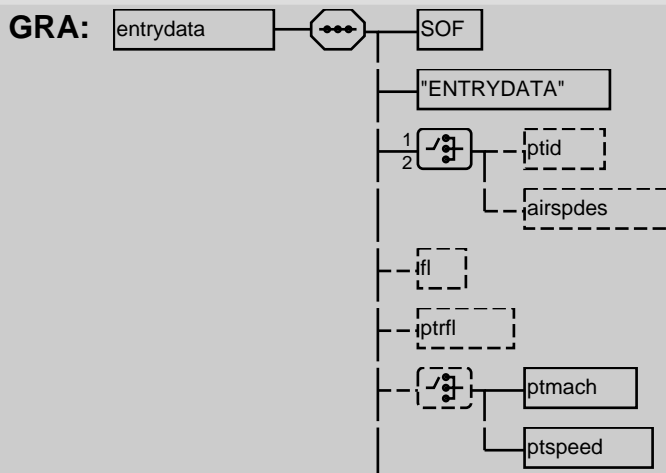 GRA: entrydata SOF
"ENTRYDATA"
1
2
ptid
airspdes
fl
ptrfl
ptmach
ptspeed